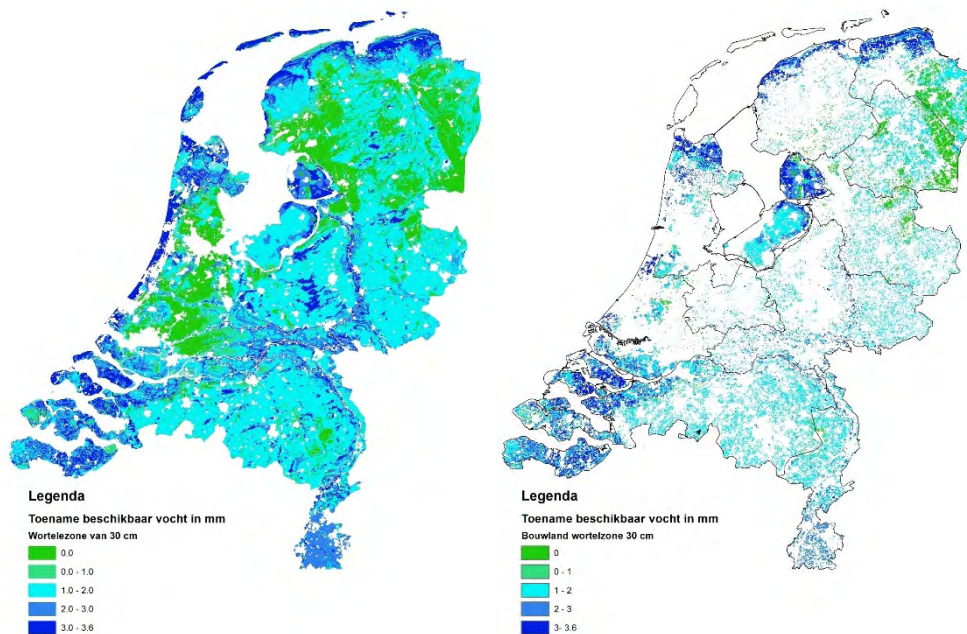 Legenda
Toename beschikbaar vocht in mm
Wortelezone van 30 cm
0.0
0.0 - 1.0
1.0 - 2.0
2.0 - 3.0
3.0 - 3.6
Legenda
Toename beschikbaar vocht in mm
Bouwland wortelzone 30 cm
0
0 - 1
1 - 2
2 - 3
3- 3.6